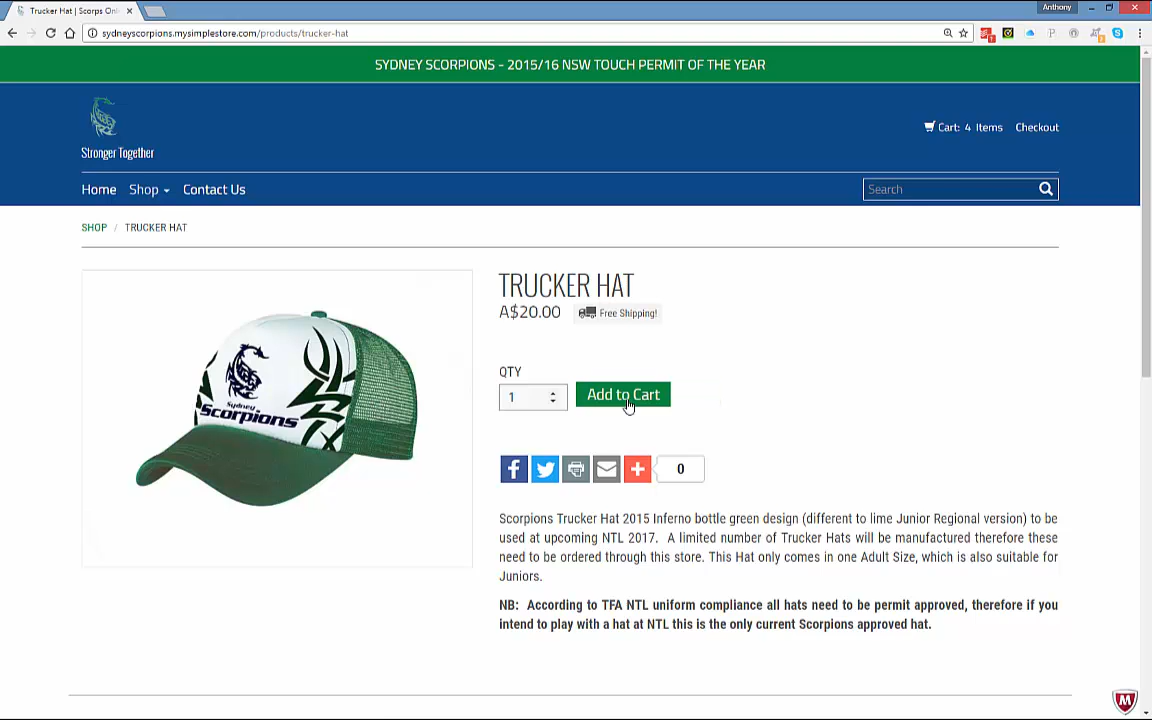 Trucker Hat | Scorps Onl
Anthony
sydneyscorpions.mysimplestore.com/products/trucker-hat
SYDNEY SCORPIONS - 2015/16 NSW TOUCH PERMIT OF THE YEAR
Stronger Together
Cart: 4 Items Checkout
Home Shop Contact Us
Search
SHOP / TRUCKER HAT
TRUCKER HAT
A$20.00 Free Shipping!
QTY
1 Add to Cart
Sydney
Scorpions
0
Scorpions Trucker Hat 2015 Inferno bottle green design (different to lime Junior Regional version) to be
used at upcoming NTL 2017. A limited number of Trucker Hats will be manufactured therefore these
need to be ordered through this store. This Hat only comes in one Adult Size, which is also suitable for
Juniors.
NB: According to TFA NTL uniform compliance all hats need to be permit approved, therefore if you
intend to play with a hat at NTL this is the only current Scorpions approved hat.